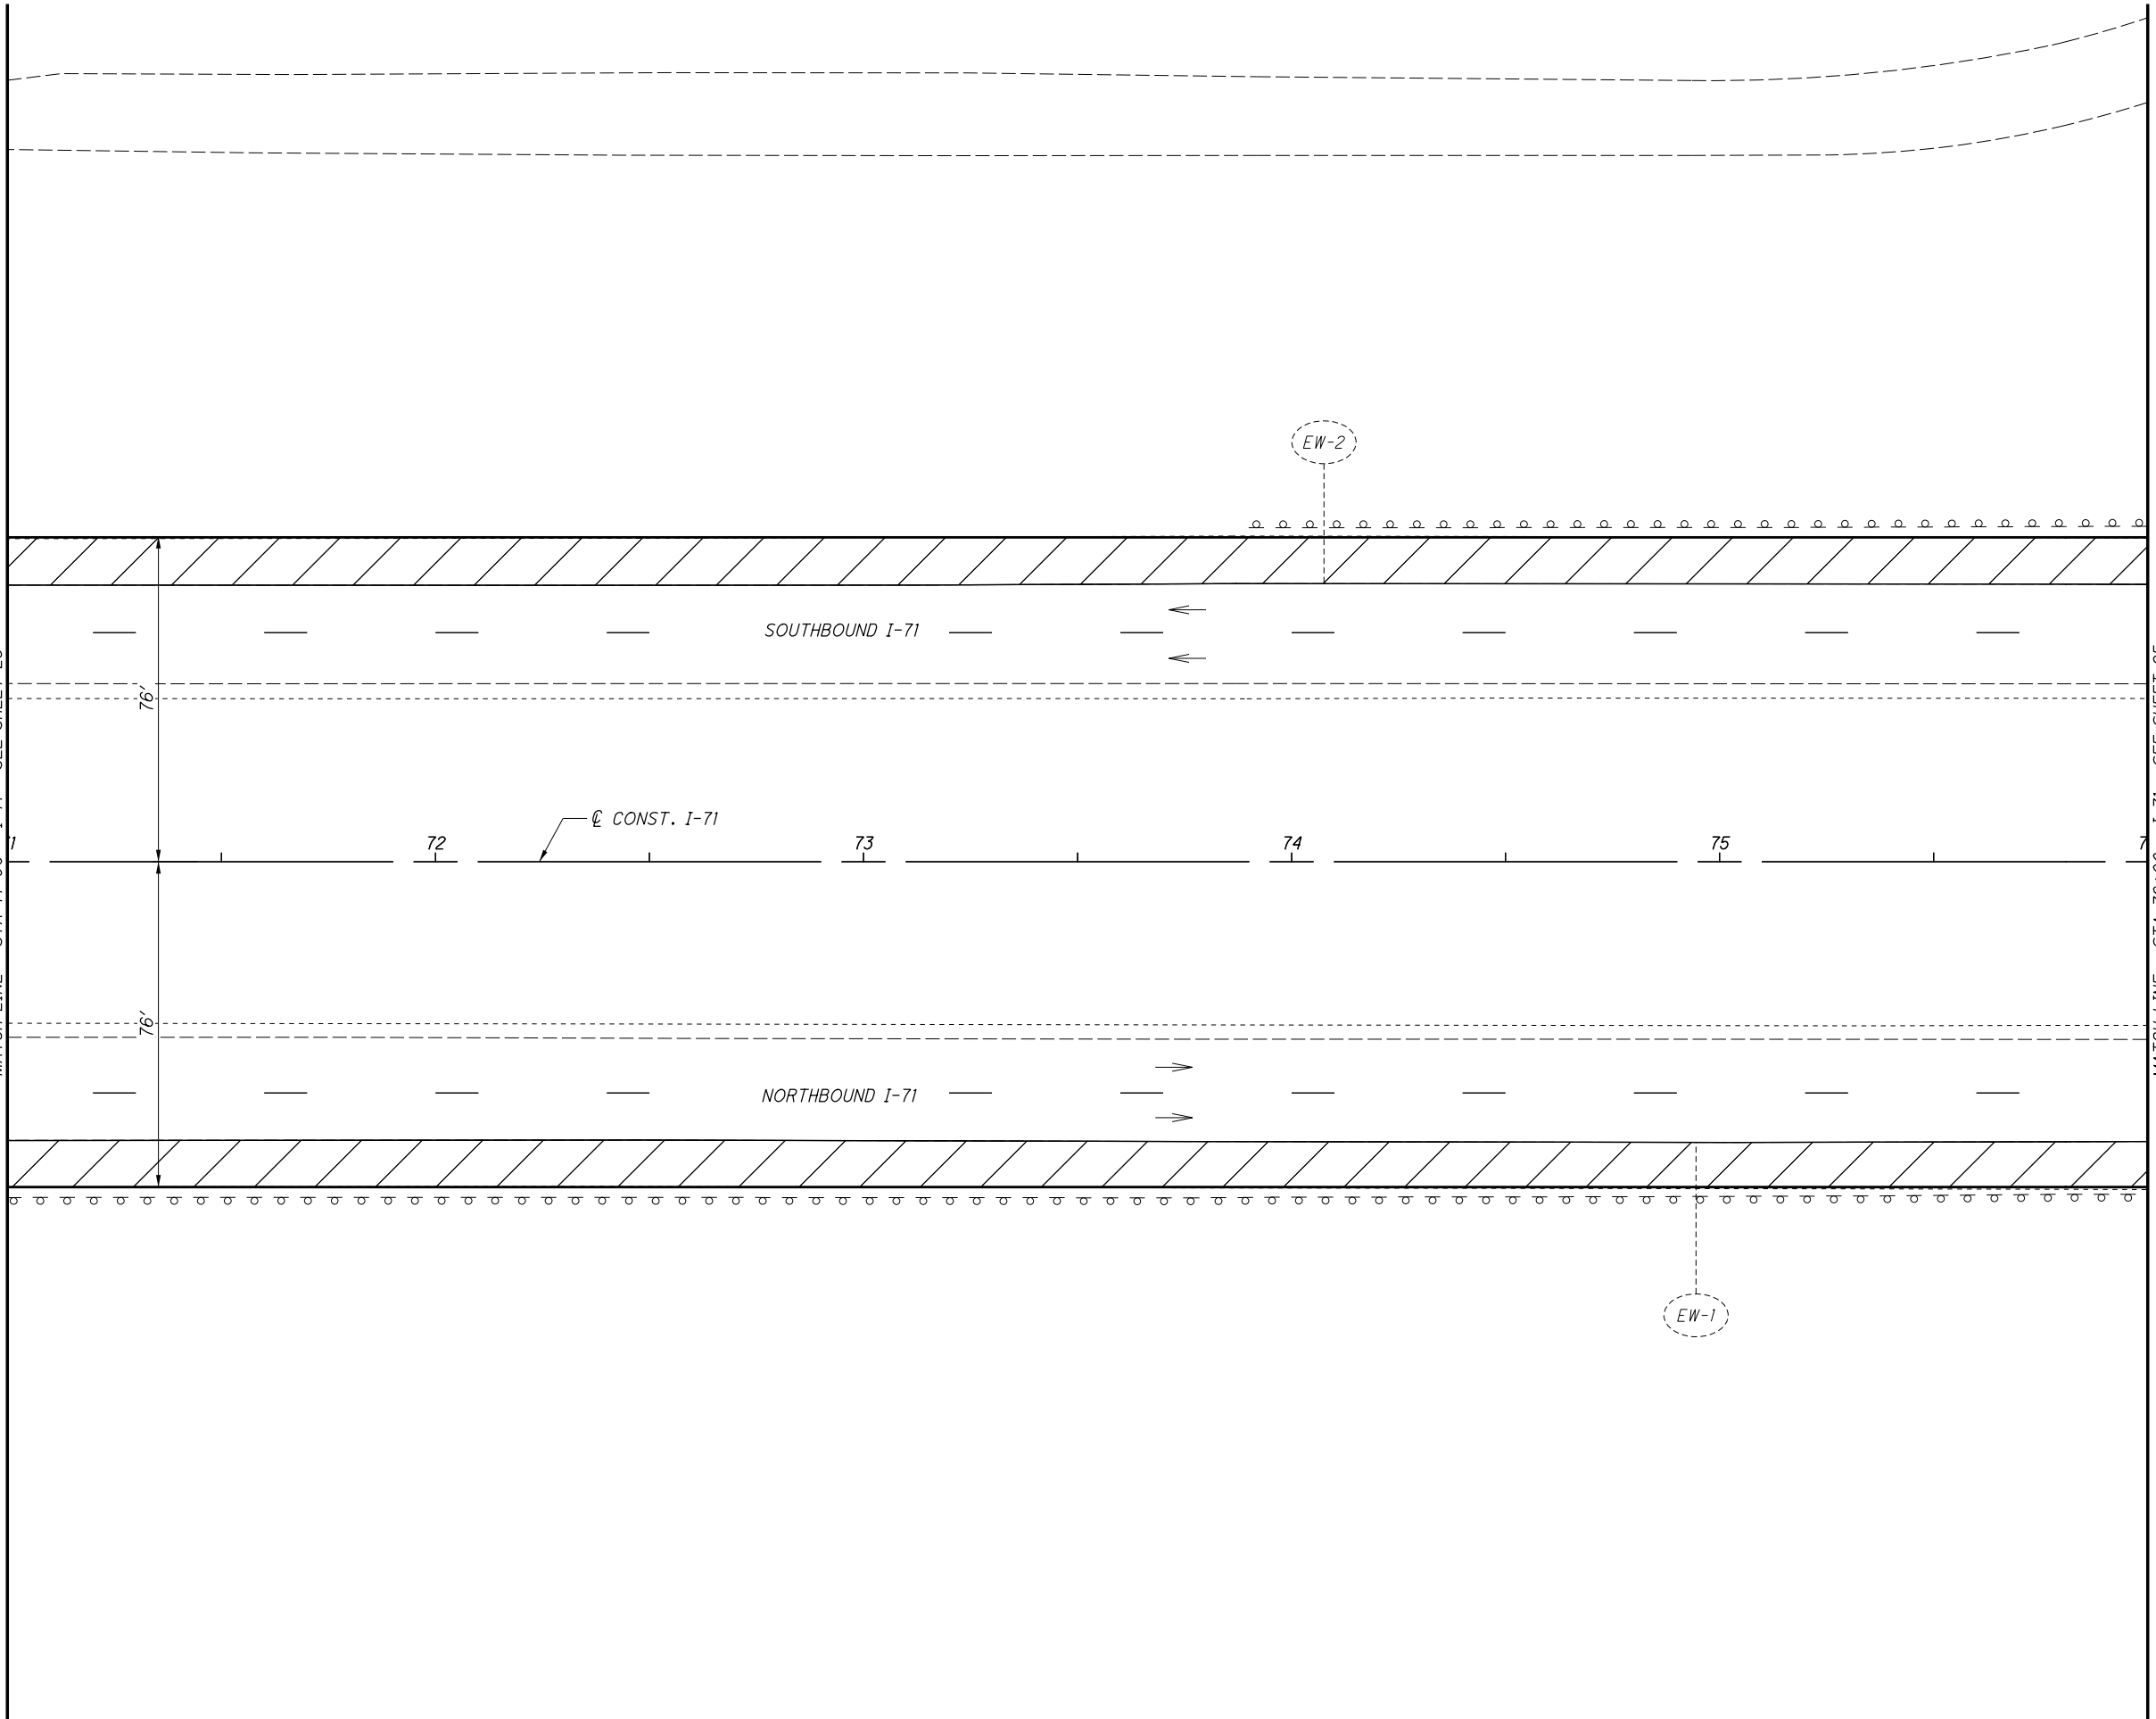 EW-2
SOUTHBOUND I-71
76'
℄ CONST. I-71
72
73
74
75
76'
NORTHBOUND I-71
EW-1